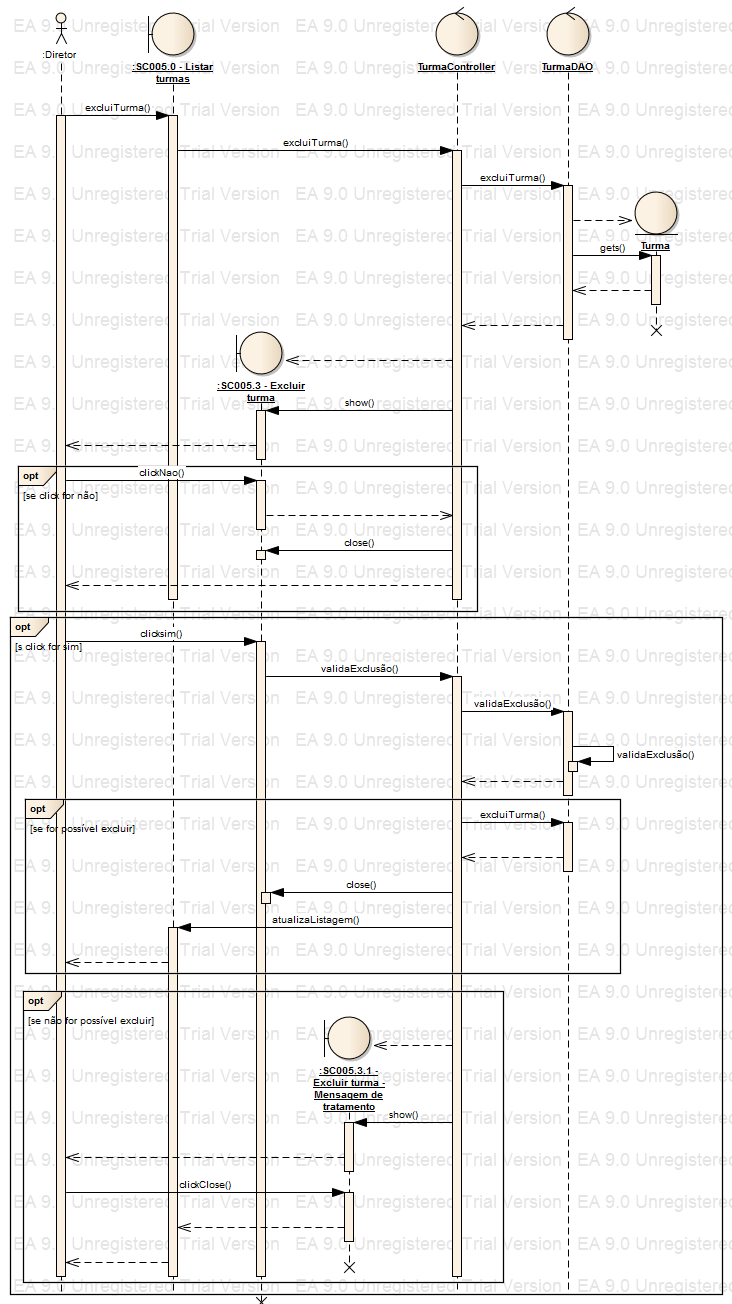 :Diretor
:SC005.0 - Listar
turmas
TurmaController
TurmaDAO
excluiTurma()
excluiTurma()
excluiTurma()
Turma
gets()
:SC005.3 - Excluir
turma
show()
opt
clickNao()
[se click for não]
close()
opt
[s click for sim]
clicksim()
validaExclusão()
validaExclusão()
validaExclusão()
opt
[se for possível excluir]
excluiTurma()
close()
atualizaListagem()
opt
[se não for possível excluir]
:SC005.3.1 -
Excluir turma -
Mensagem de
tratamento
show()
clickClose()
EA 9.0 Unregistered Trial Version